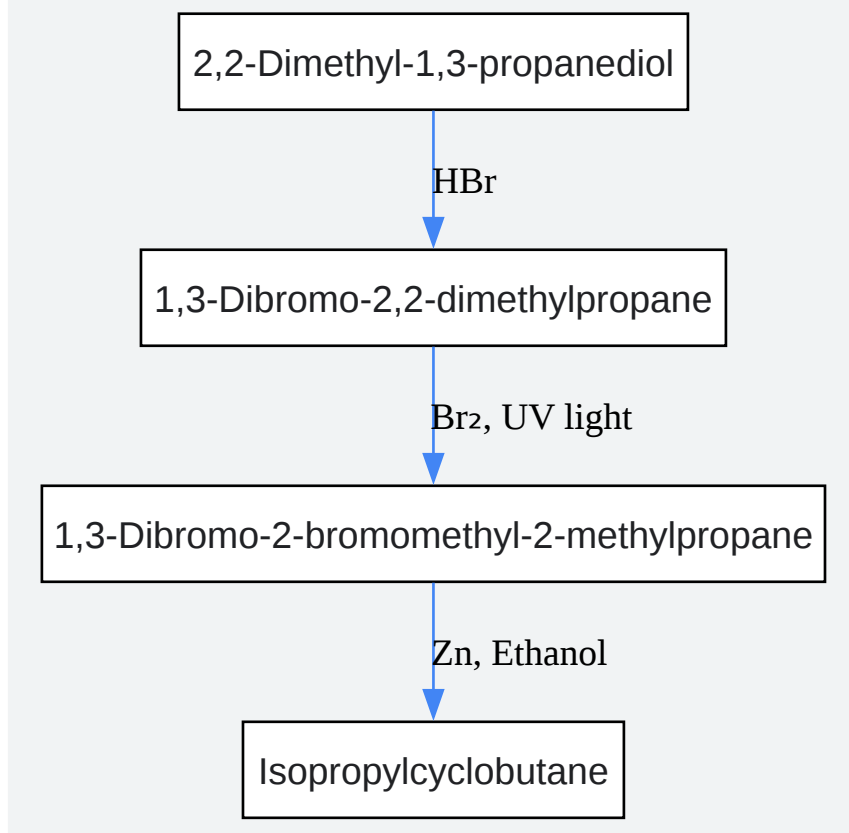 2,2-Dimethyl-1,3-propanediol
HBr
1,3-Dibromo-2,2-dimethylpropane
Br₂, UV light
1,3-Dibromo-2-bromomethyl-2-methylpropane
Zn, Ethanol
Isopropylcyclobutane